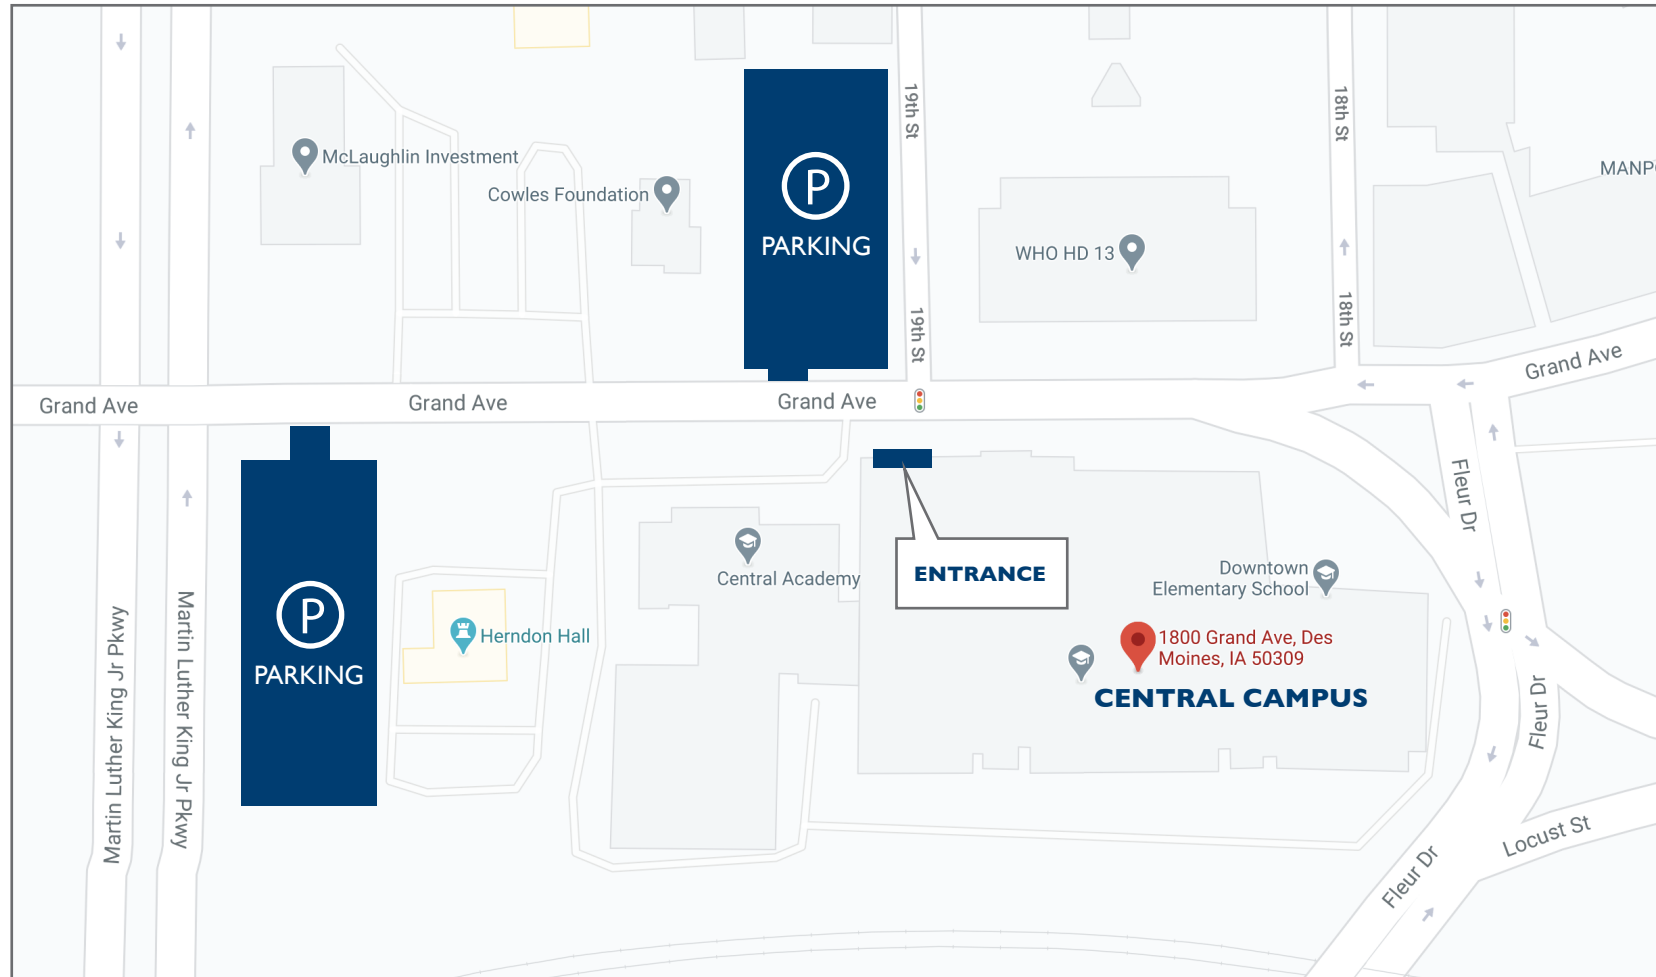 19th St
18th St
McLaughlin Investment
Cowles Foundation
P
PARKING
MANP
WHO HD 13
19th St
18th St
Grand Ave
Grand Ave
Grand Ave
Grand Ave
Fleur Dr
Central Academy
ENTRANCE
Downtown
Elementary School
P
PARKING
Herndon Hall
1800 Grand Ave, Des
Moines, IA 50309
CENTRAL CAMPUS
Martin Luther King Jr Pkwy
Martin Luther King Jr Pkwy
Fleur Dr
Locust St
Fleur Dr